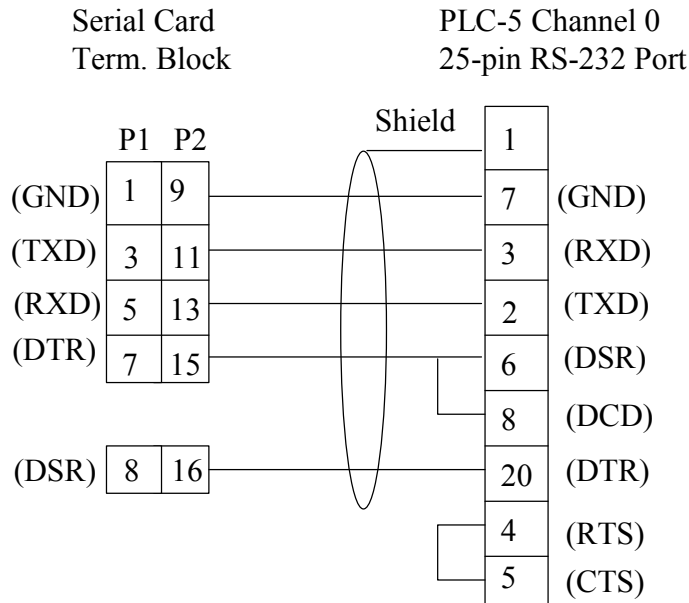 Serial Card PLC-5 Channel 0
Term. Block 25-pin RS-232 Port
Shield 1
P1 P2
(GND) 1 9 7 (GND)
(TXD) 3 11 3 (RXD)
(RXD) 5 13 2 (TXD)
(DTR) 7 15 6 (DSR)
8 (DCD)
(DSR) 8 16 20 (DTR)
4 (RTS)
5 (CTS)